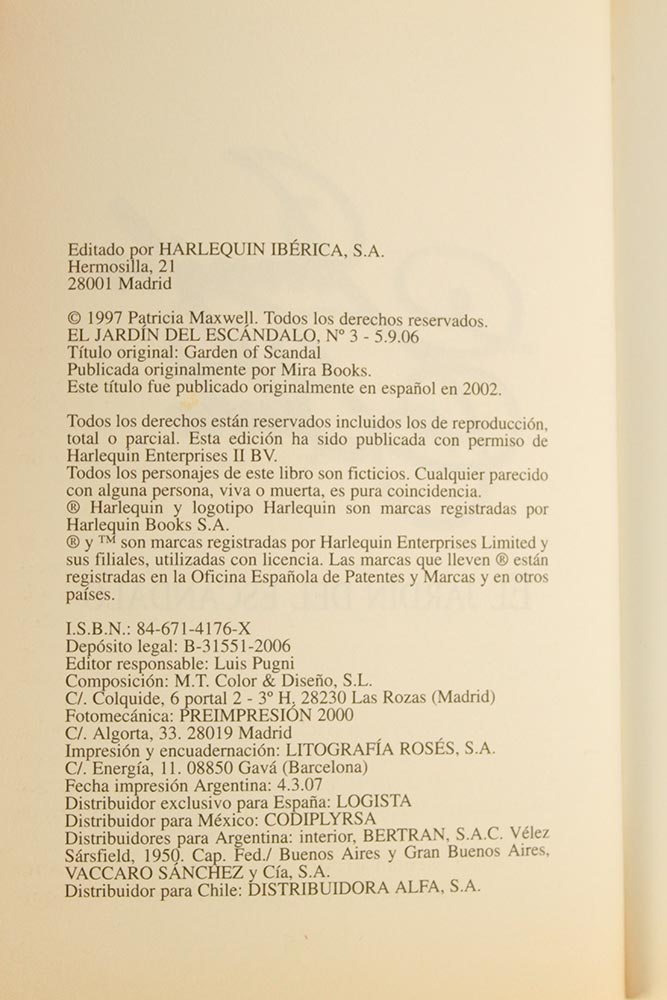 Editado por HARLEQUIN IBÉRICA, S.A.
Hermosilla, 21
28001 Madrid
© 1997 Patricia Maxwell. Todos los derechos reservados.
EL JARDÍN DEL ESCÁNDALO, Nº 3 - 5.9.06
Título original: Garden of Scandal
Publicada originalmente por Mira Books.
Este título fue publicado originalmente en español en 2002.
Todos los derechos están reservados incluidos los de reproducción,
total o parcial. Esta edición ha sido publicada con permiso de
Harlequin Enterprises II BV.
Todos los personajes de este libro son ficticios. Cualquier parecido
con alguna persona, viva o muerta, es pura coincidencia.
® Harlequin y logotipo Harlequin son marcas registradas por
Harlequin Books S.A.
® y ™ son marcas registradas por Harlequin Enterprises Limited y
sus filiales, utilizadas con licencia. Las marcas que lleven ® están
registradas en la Oficina Española de Patentes y Marcas y en otros
países.
I.S.B.N.: 84-671-4176-X
Depósito legal: B-31551-2006
Editor responsable: Luis Pugni
Composición: M.T. Color & Diseño, S.L.
C/. Colquide, 6 portal 2 - 3º H, 28230 Las Rozas (Madrid)
Fotomecánica: PREIMPRESIÓN 2000
C/. Algorta, 33. 28019 Madrid
Impresión y encuadernación: LITOGRAFÍA ROSÉS, S.A.
C/. Energía, 11. 08850 Gavá (Barcelona)
Fecha impresión Argentina: 4.3.07
Distribuidor exclusivo para España: LOGISTA
Distribuidor para México: CODIPLYRSA
Distribuidores para Argentina: interior, BERTRAN, S.A.C. Vélez
Sársfield, 1950. Cap. Fed./ Buenos Aires y Gran Buenos Aires,
VACCARO SÁNCHEZ y Cía, S.A.
Distribuidor para Chile: DISTRIBUIDORA ALFA, S.A.